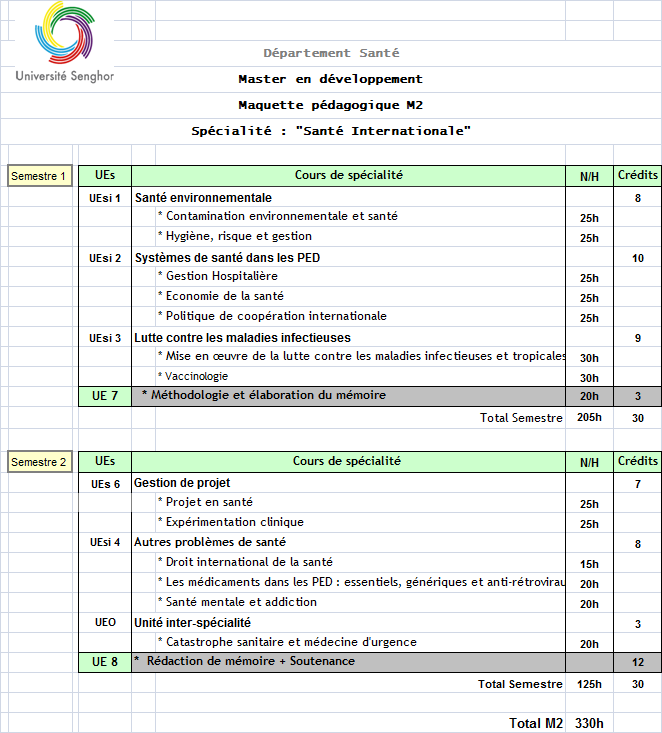 Université Senghor
Département Santé
Master en développement
Maquette pédagogique M2
Spécialité : "Santé Internationale"
Semestre 1 UEs Cours de spécialité N/H Crédits
UEsi 1 Santé environnementale 8
* Contamination environnementale et santé 25h
* Hygiène, risque et gestion 25h
UEsi 2 Systèmes de santé dans les PED 10
* Gestion Hospitalière 25h
* Economie de la santé 25h
* Politique de coopération internationale 25h
UEsi 3 Lutte contre les maladies infectieuses 9
* Mise en œuvre de la lutte contre les maladies infectieuses et tropicales 30h
* Vaccinologie 30h
UE 7 * Méthodologie et élaboration du mémoire 20h 3
Total Semestre 205h 30
Semestre 2 UEs Cours de spécialité N/H Crédits
UEs 6 Gestion de projet 7
* Projet en santé 25h
* Expérimentation clinique 25h
UEsi 4 Autres problèmes de santé 8
* Droit international de la santé 15h
* Les médicaments dans les PED : essentiels, génériques et anti-rétrovirau 20h
* Santé mentale et addiction 20h
UEO Unité inter-spécialité 3
* Catastrophe sanitaire et médecine d'urgence 20h
UE 8 * Rédaction de mémoire + Soutenance 12
Total Semestre 125h 30
Total M2 330h